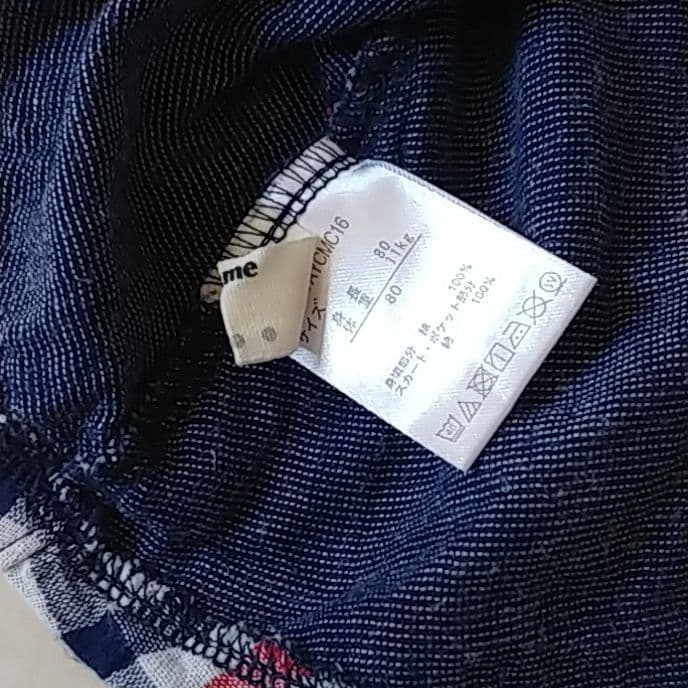 me
CMC16
サイズ
身長 80
体重 11kg
80
身頃部分 綿 100%
スカート・ポケット部分
綿 100%